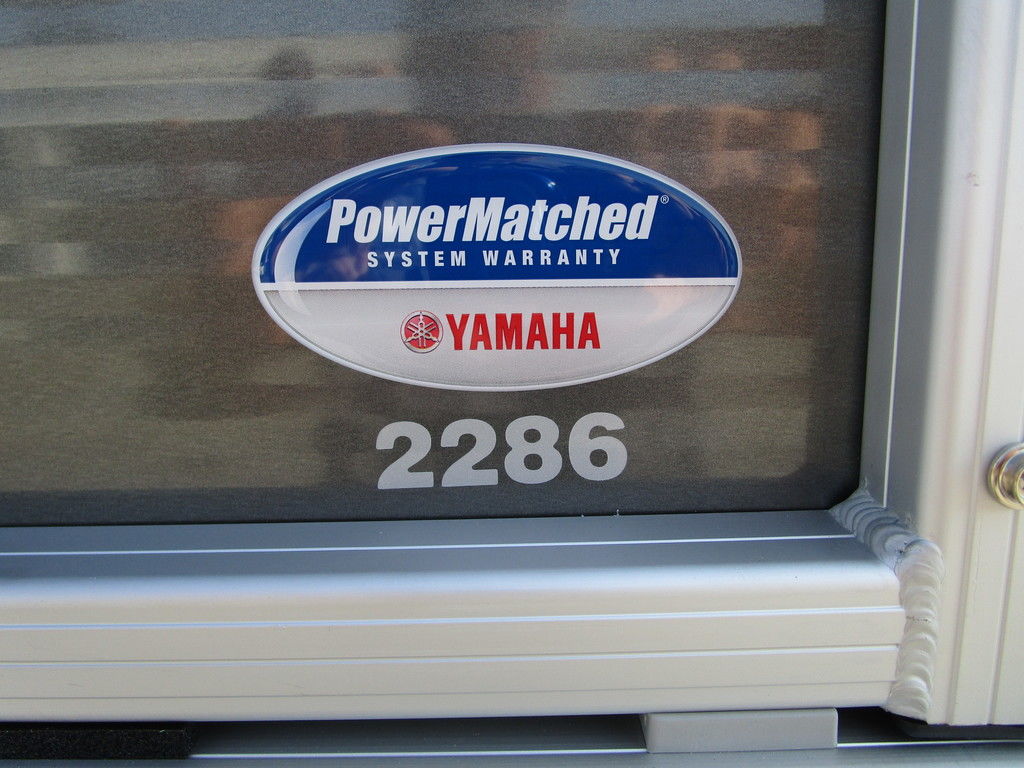 PowerMatched®
SYSTEM WARRANTY
YAMAHA
2286